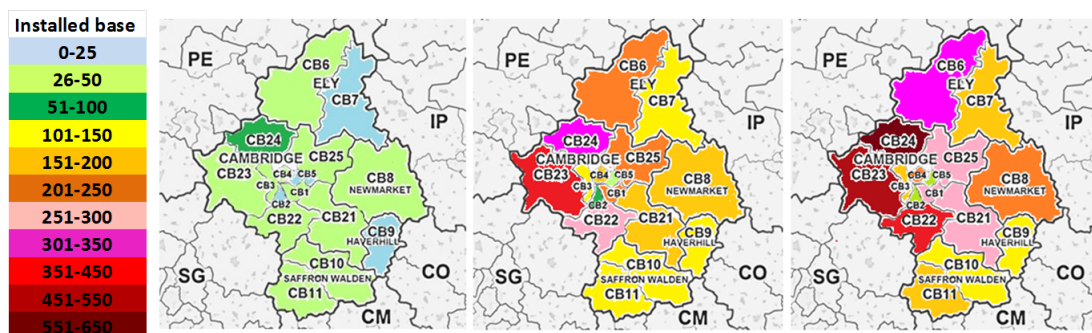 Installed base
0-25
26-50
51-100
101-150
151-200
201-250
251-300
301-350
351-450
451-550
551-650
PE
CB6
ELY
CB7
IP
CB24
CAMBRIDGE
CB25
CB23
CB4
CB5
CB3
CB1
CB2
CB8
NEWMARKET
CB22
CB21
CB9
HAVERHILL
SG
CB10
CO
SAFFRON WALDEN
CB11
CM
PE
CB6
ELY
CB7
IP
CB24
CAMBRIDGE
CB25
CB23
CB4
CB5
CB3
CB1
CB2
CB8
NEWMARKET
CB22
CB21
CB9
HAVERHILL
SG
CB10
CO
SAFFRON WALDEN
CB11
CM
PE
CB6
ELY
CB7
IP
CB24
CAMBRIDGE
CB25
CB23
CB4
CB5
CB3
CB1
CB2
CB8
NEWMARKET
CB22
CB21
CB9
HAVERHILL
SG
CB10
CO
SAFFRON WALDEN
CB11
CM